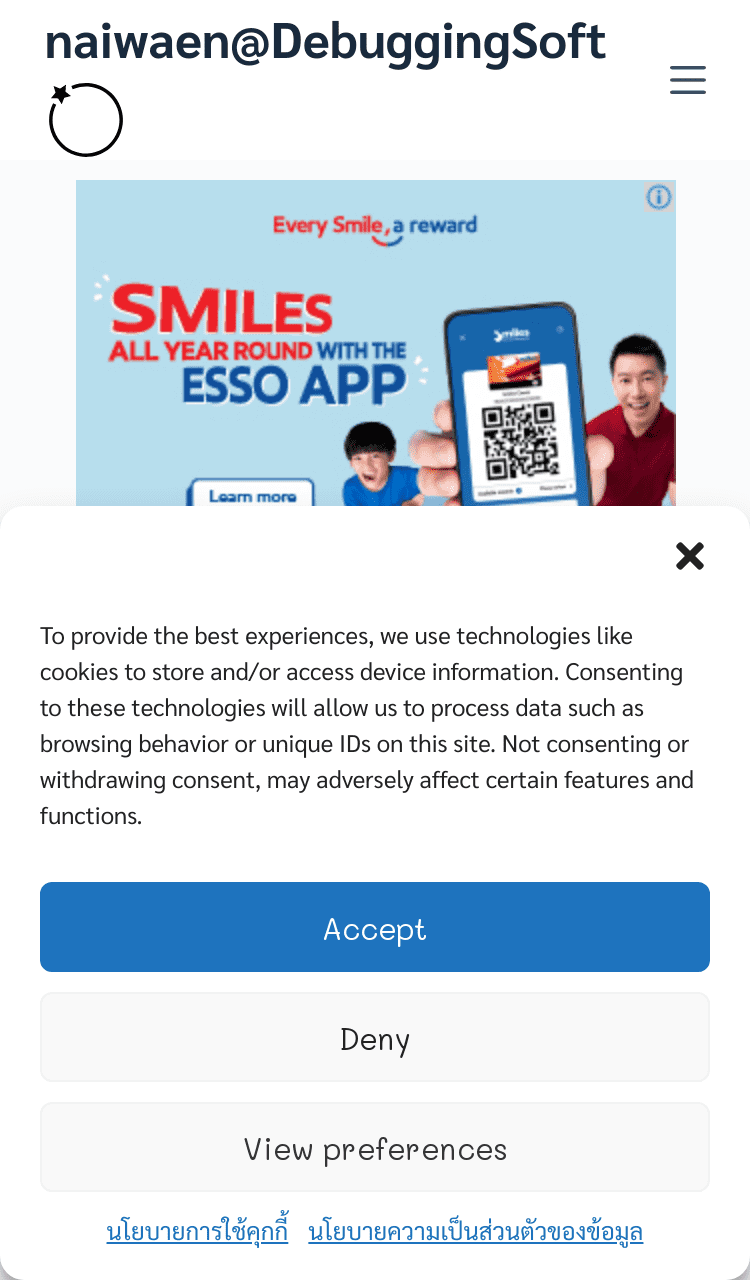 naiwaen@DebuggingSoft
Every Smile, a reward
SMILES
ALL YEAR ROUND WITH THE
ESSO APP
Smiles
Learn more
To provide the best experiences, we use technologies like
cookies to store and/or access device information. Consenting
to these technologies will allow us to process data such as
browsing behavior or unique IDs on this site. Not consenting or
withdrawing consent, may adversely affect certain features and
functions.
Accept
Deny
View preferences
นโยบายการใช้คุกกี้ นโยบายความเป็นส่วนตัวของข้อมูล